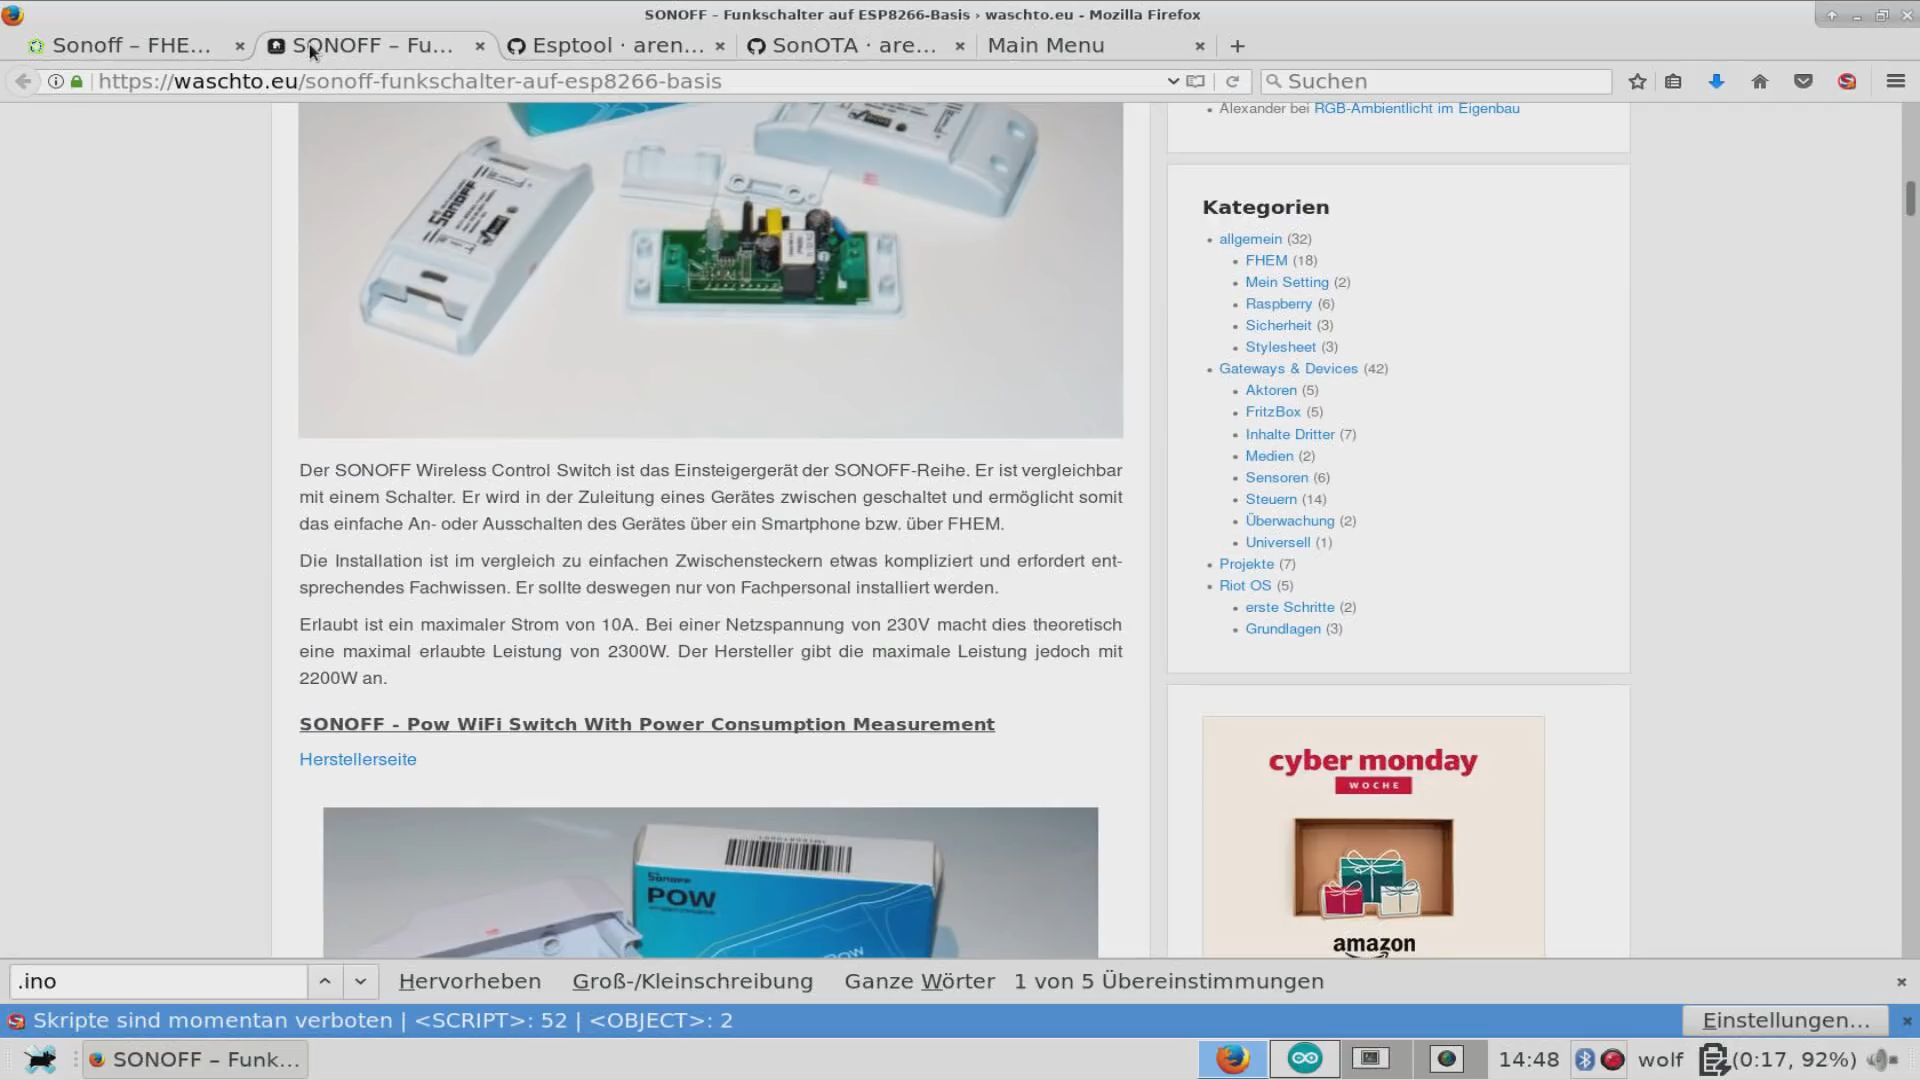 SONOFF – Funkschalter auf ESP8266-Basis › waschto.eu - Mozilla Firefox
Sonoff – FHE... SONOFF – Fu... Esptool · aren... SonOTA · are... Main Menu
https://waschto.eu/sonoff-funkschalter-auf-esp8266-basis
Suchen
SONOFF
Der SONOFF Wireless Control Switch ist das Einsteigergerät der SONOFF-Reihe. Er ist vergleichbar
mit einem Schalter. Er wird in der Zuleitung eines Gerätes zwischen geschaltet und ermöglicht somit
das einfache An- oder Ausschalten des Gerätes über ein Smartphone bzw. über FHEM.
Die Installation ist im vergleich zu einfachen Zwischensteckern etwas kompliziert und erfordert ent-
sprechendes Fachwissen. Er sollte deswegen nur von Fachpersonal installiert werden.
Erlaubt ist ein maximaler Strom von 10A. Bei einer Netzspannung von 230V macht dies theoretisch
eine maximal erlaubte Leistung von 2300W. Der Hersteller gibt die maximale Leistung jedoch mit
2200W an.
SONOFF - Pow WiFi Switch With Power Consumption Measurement
Herstellerseite
Sonoff
POW
POW
Alexander bei RGB-Ambientlicht im Eigenbau
Kategorien
allgemein (32)
FHEM (18)
Mein Setting (2)
Raspberry (6)
Sicherheit (3)
Stylesheet (3)
Gateways & Devices (42)
Aktoren (5)
FritzBox (5)
Inhalte Dritter (7)
Medien (2)
Sensoren (6)
Steuern (14)
Überwachung (2)
Universell (1)
Projekte (7)
Riot OS (5)
erste Schritte (2)
Grundlagen (3)
cyber monday
WOCHE
amazon
.ino Hervorheben Groß-/Kleinschreibung Ganze Wörter 1 von 5 Übereinstimmungen
Skripte sind momentan verboten | <SCRIPT>: 52 | <OBJECT>: 2 Einstellungen...
SONOFF – Funk... 14:48 wolf (0:17, 92%)